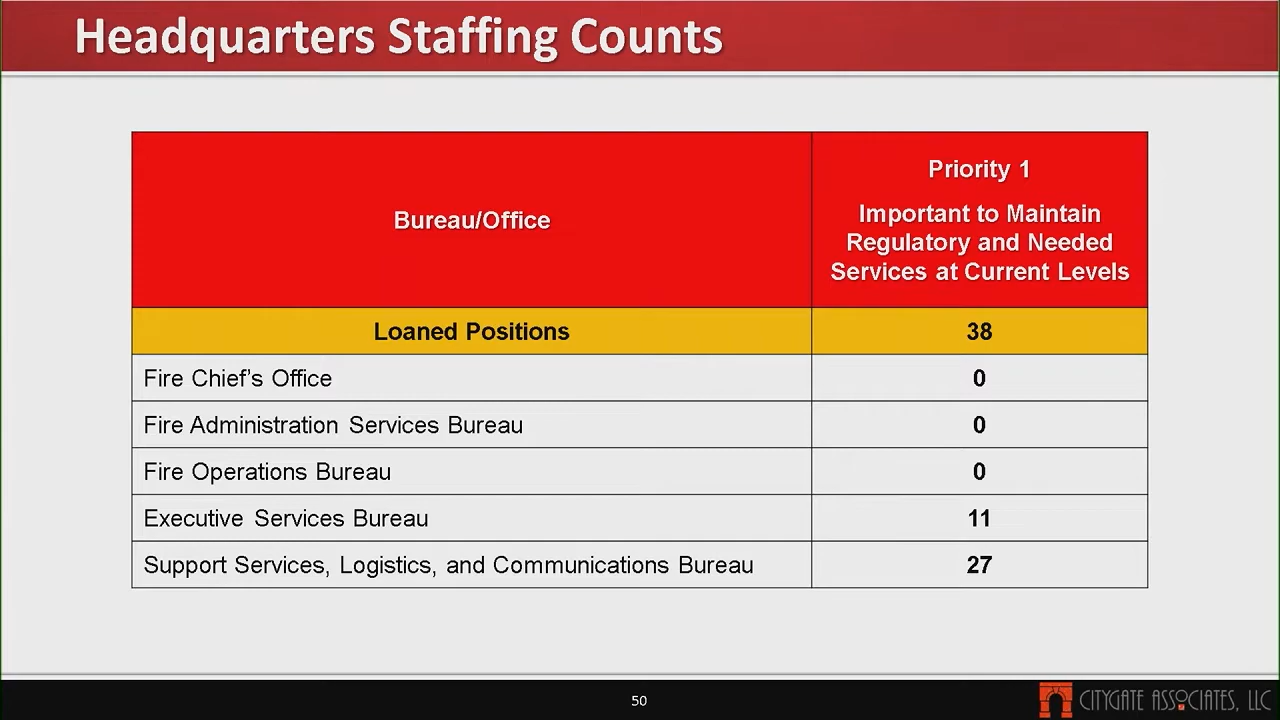 Headquarters Staffing Counts
Bureau/Office
Priority 1
Important to Maintain
Regulatory and Needed
Services at Current Levels
Loaned Positions 38
Fire Chief’s Office 0
Fire Administration Services Bureau 0
Fire Operations Bureau 0
Executive Services Bureau 11
Support Services, Logistics, and Communications Bureau 27
50
CITYGATE ASSOCIATES, LLC